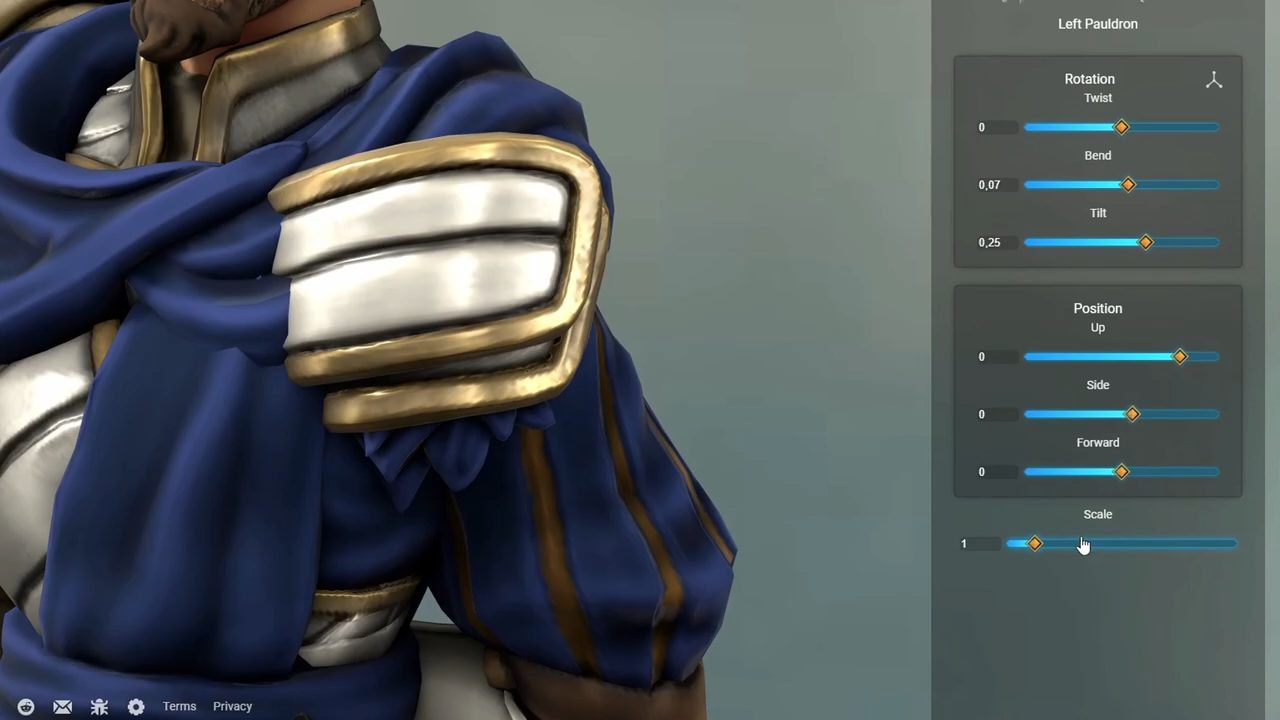 Left Pauldron
Rotation
Twist
0
Bend
0,07
Tilt
0,25
Position
Up
0
Side
0
Forward
0
Scale
1
Terms Privacy